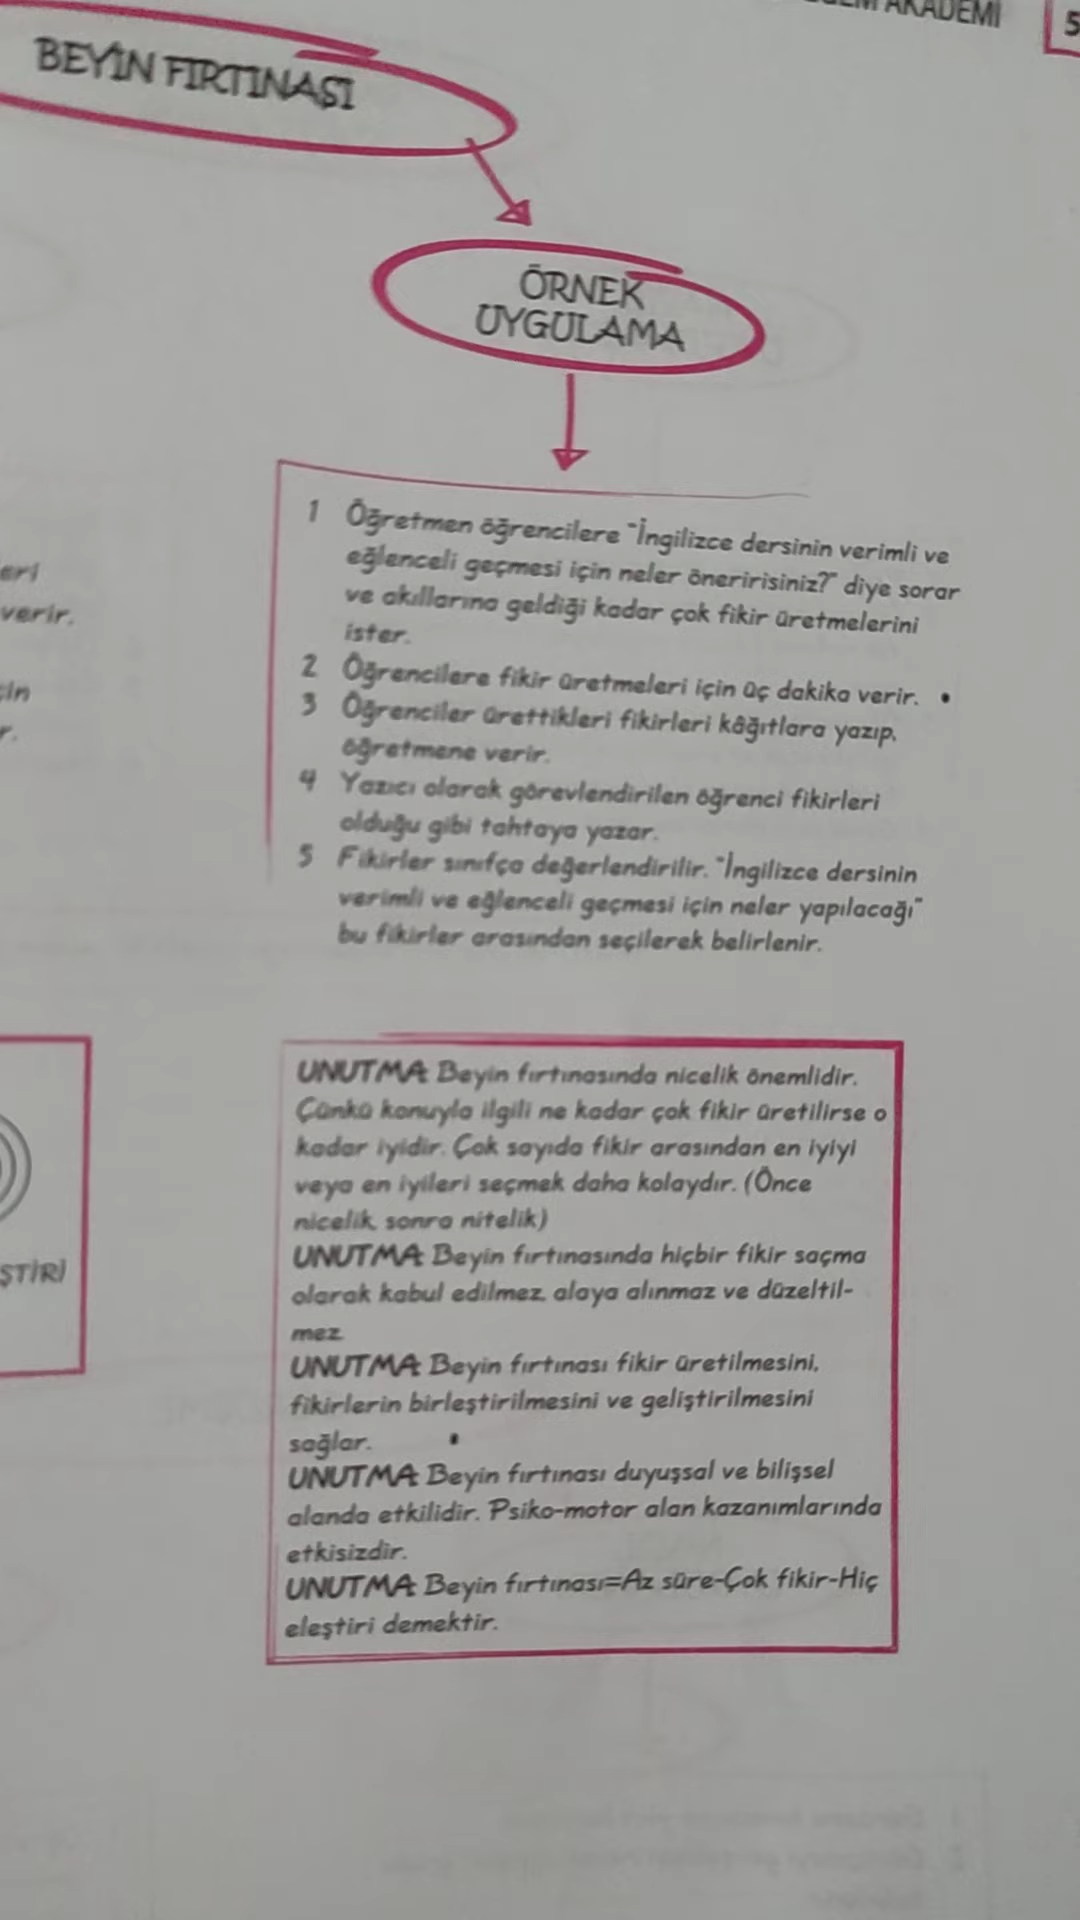 AKADEMİ
5
BEYİN FIRTINASI
ÖRNEK
UYGULAMA
1 Öğretmen öğrencilere "İngilizce dersinin verimli ve
eğlenceli geçmesi için neler öneririsiniz?" diye sorar
ve akıllarına geldiği kadar çok fikir üretmelerini
ister.
2 Öğrencilere fikir üretmeleri için üç dakika verir.
3 Öğrenciler ürettikleri fikirleri kâğıtlara yazıp,
öğretmene verir.
4 Yazıcı olarak görevlendirilen öğrenci fikirleri
olduğu gibi tahtaya yazar.
5 Fikirler sınıfça değerlendirilir. "İngilizce dersinin
verimli ve eğlenceli geçmesi için neler yapılacağı"
bu fikirler arasından seçilerek belirlenir.
verir.
UNUTMA: Beyin fırtınasında nicelik önemlidir.
Çünkü konuyla ilgili ne kadar çok fikir üretilirse o
kadar iyidir. Çok sayıda fikir arasından en iyiyi
veya en iyileri seçmek daha kolaydır. (Önce
nicelik, sonra nitelik)
UNUTMA: Beyin fırtınasında hiçbir fikir saçma
olarak kabul edilmez, alaya alınmaz ve düzeltil-
mez.
UNUTMA: Beyin fırtınası fikir üretilmesini,
fikirlerin birleştirilmesini ve geliştirilmesini
sağlar.
UNUTMA: Beyin fırtınası duyuşsal ve bilişsel
alanda etkilidir. Psiko-motor alan kazanımlarında
etkisizdir.
UNUTMA: Beyin fırtınası=Az süre-Çok fikir-Hiç
eleştiri demektir.